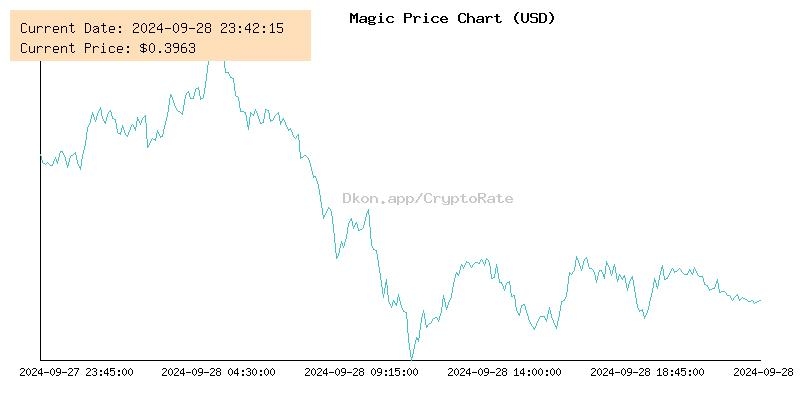 Magic Price Chart (USD)
Current Date: 2024-09-28 23:42:15
Current Price: $0.3963
Dkon.app/CryptoRate
2024-09-27 23:45:00 2024-09-28 04:30:00 2024-09-28 09:15:00 2024-09-28 14:00:00 2024-09-28 18:45:00 2024-09-28